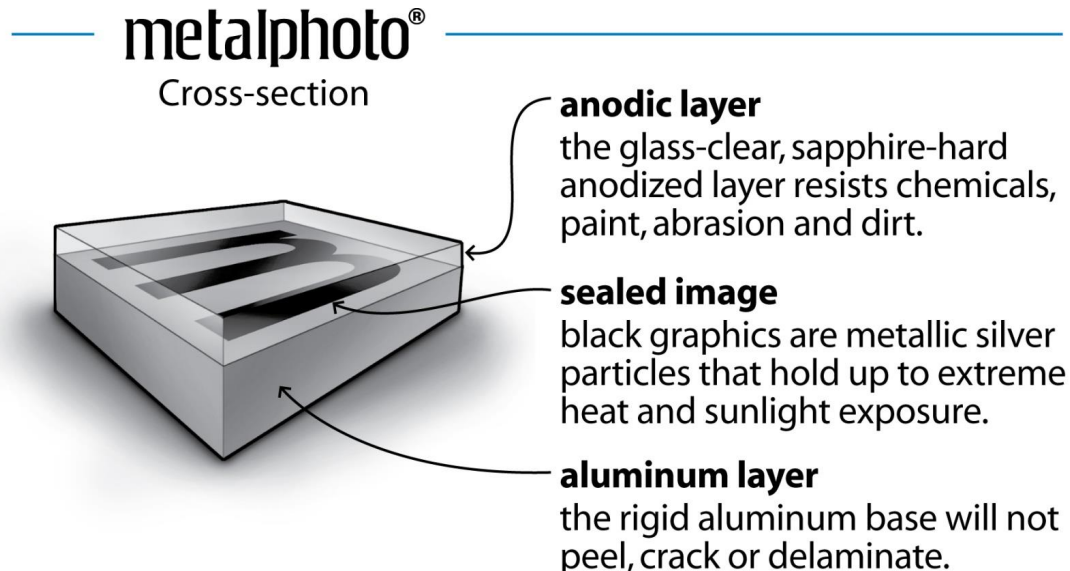 metalphoto®
Cross-section
anodic layer
the glass-clear, sapphire-hard
anodized layer resists chemicals,
paint, abrasion and dirt.
sealed image
black graphics are metallic silver
particles that hold up to extreme
heat and sunlight exposure.
aluminum layer
the rigid aluminum base will not
peel, crack or delaminate.